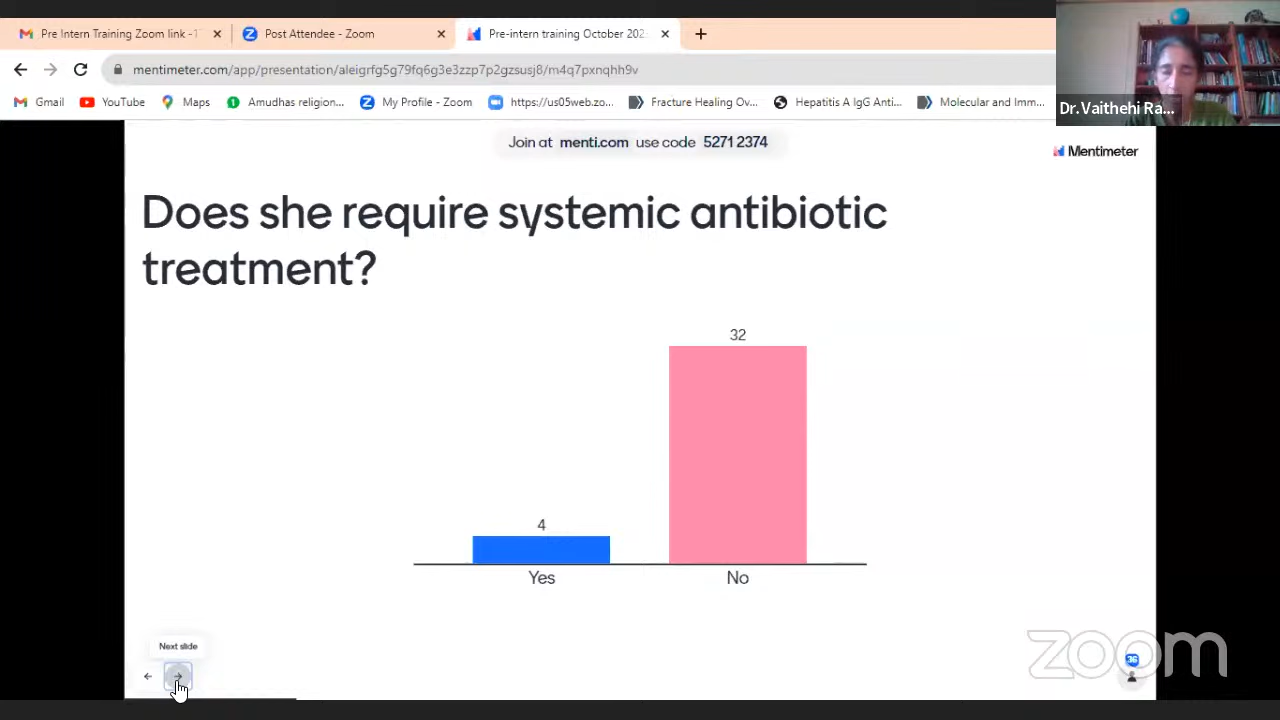 Pre Intern Training Zoom link - 1
Post Attendee - Zoom
Pre-intern training October 202
mentimeter.com/app/presentation/aleigrfg5g79fq6g3e3zzp7p2gzsusj8/m4q7pxnqhh9v
Gmail
YouTube
Maps
Amudhas religion...
My Profile - Zoom
https://us05web.zo...
Fracture Healing Ov...
Hepatitis A IgG Anti...
Molecular and Imm...
Dr.Vaithehi Ra...
Join at menti.com use code 5271 2374
Mentimeter
Does she require systemic antibiotic
treatment?
32
4
Yes
No
Next slide
zoom
36